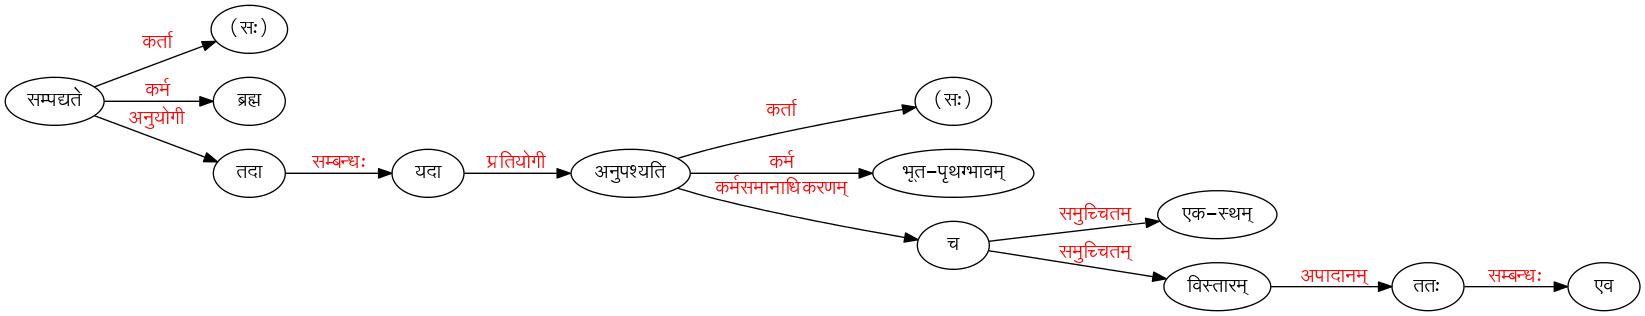 (सः)
कर्ता
सम्पद्यते
कर्म
ब्रह्म
अनुयोगी
तदा
सम्बन्धः
यदा
प्रतियोगी
अनुपश्यति
कर्ता
(सः)
कर्म
भूत-पृथग्भावम्
कर्मसमानाधिकरणम्
च
समुच्चितम्
एक-स्थम्
समुच्चितम्
विस्तारम्
अपादानम्
ततः
सम्बन्धः
एव